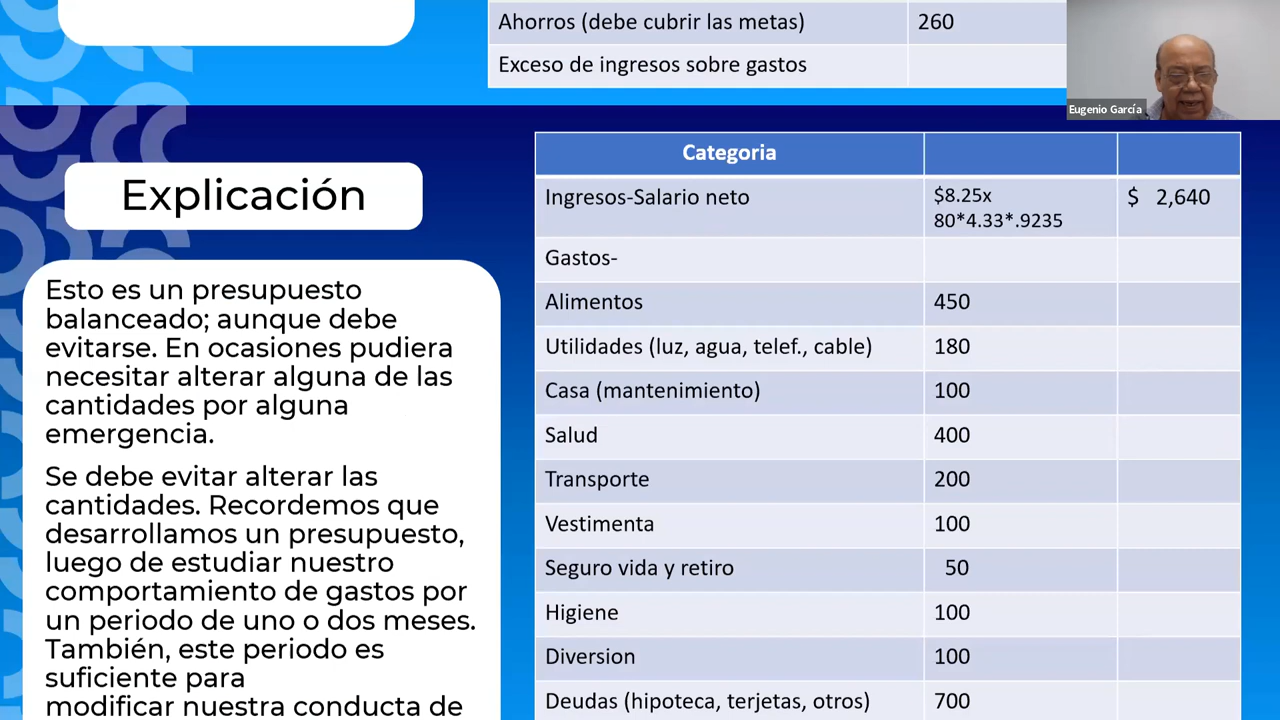 Ahorros (debe cubrir las metas) 260
Exceso de ingresos sobre gastos
Eugenio García
Explicación
Esto es un presupuesto
balanceado; aunque debe
evitarse. En ocasiones pudiera
necesitar alterar alguna de las
cantidades por alguna
emergencia.
Se debe evitar alterar las
cantidades. Recordemos que
desarrollamos un presupuesto,
luego de estudiar nuestro
comportamiento de gastos por
un periodo de uno o dos meses.
También, este periodo es
suficiente para
modificar nuestra conducta de
Categoria
Ingresos-Salario neto $8.25x $ 2,640
80*4.33*.9235
Gastos-
Alimentos 450
Utilidades (luz, agua, telef., cable) 180
Casa (mantenimiento) 100
Salud 400
Transporte 200
Vestimenta 100
Seguro vida y retiro 50
Higiene 100
Diversion 100
Deudas (hipoteca, terjetas, otros) 700